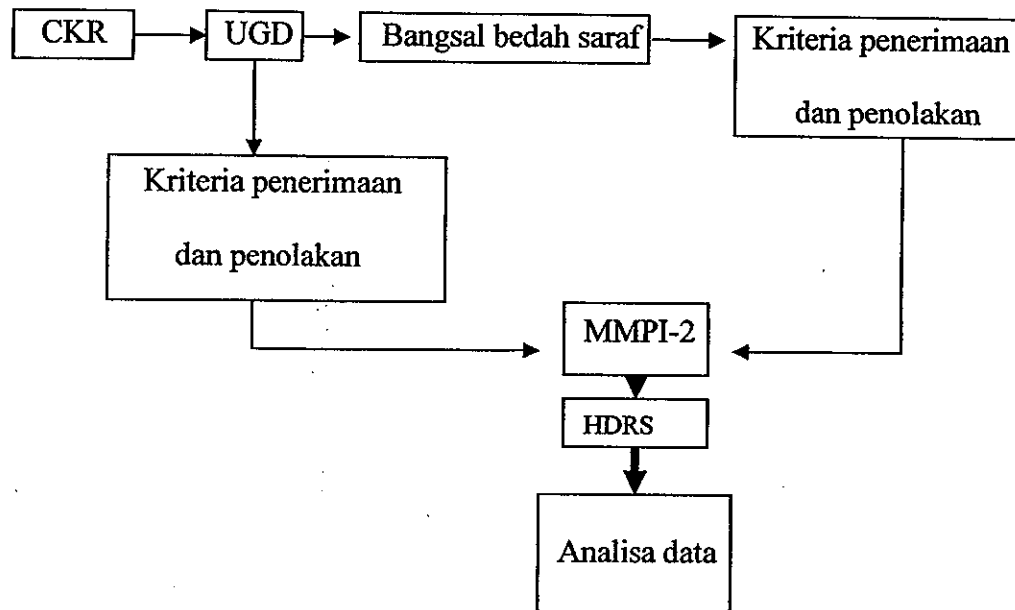 CKR
UGD
Bangsal bedah saraf
Kriteria penerimaan
dan penolakan
Kriteria penerimaan
dan penolakan
MMPI-2
HDRS
Analisa data